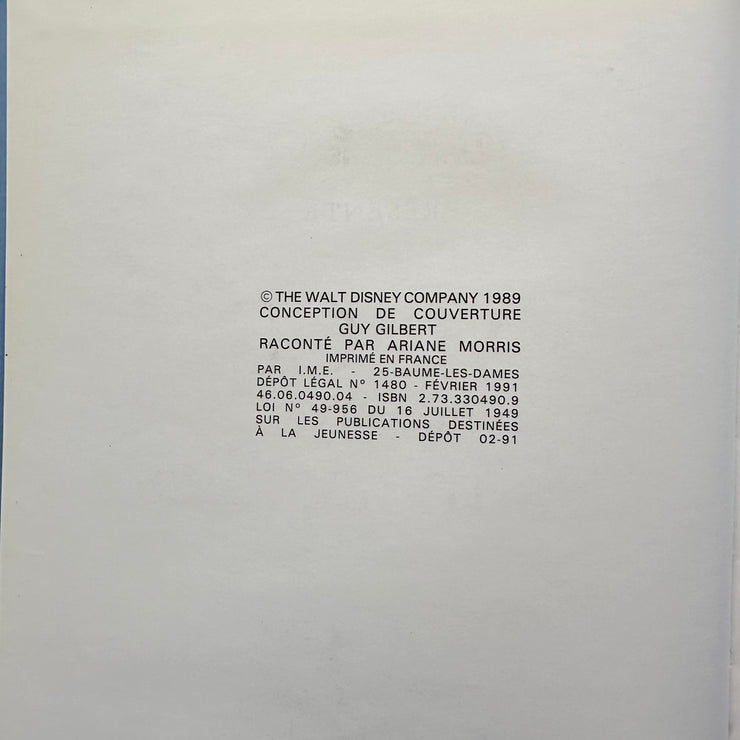 © THE WALT DISNEY COMPANY 1989
CONCEPTION DE COUVERTURE
GUY GILBERT
RACONTÉ PAR ARIANE MORRIS
IMPRIMÉ EN FRANCE
PAR I.M.E. - 25-BAUME-LES-DAMES
DÉPÔT LÉGAL Nº 1480 - FÉVRIER 1991
46.06.0490.04 - ISBN 2.73.330490.9
LOI Nº 49-956 DU 16 JUILLET 1949
SUR LES PUBLICATIONS DESTINÉES
À LA JEUNESSE - DÉPÔT 02-91